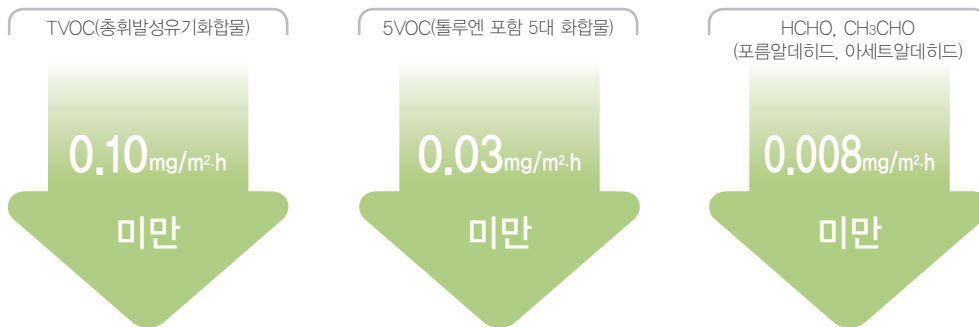 TVOC(총휘발성유기화합물)
0.10mg/m²·h
미만
5VOC(톨루엔 포함 5대 화합물)
0.03mg/m²·h
미만
HCHO, CH₃CHO
(포름알데히드, 아세트알데히드)
0.008mg/m²·h
미만